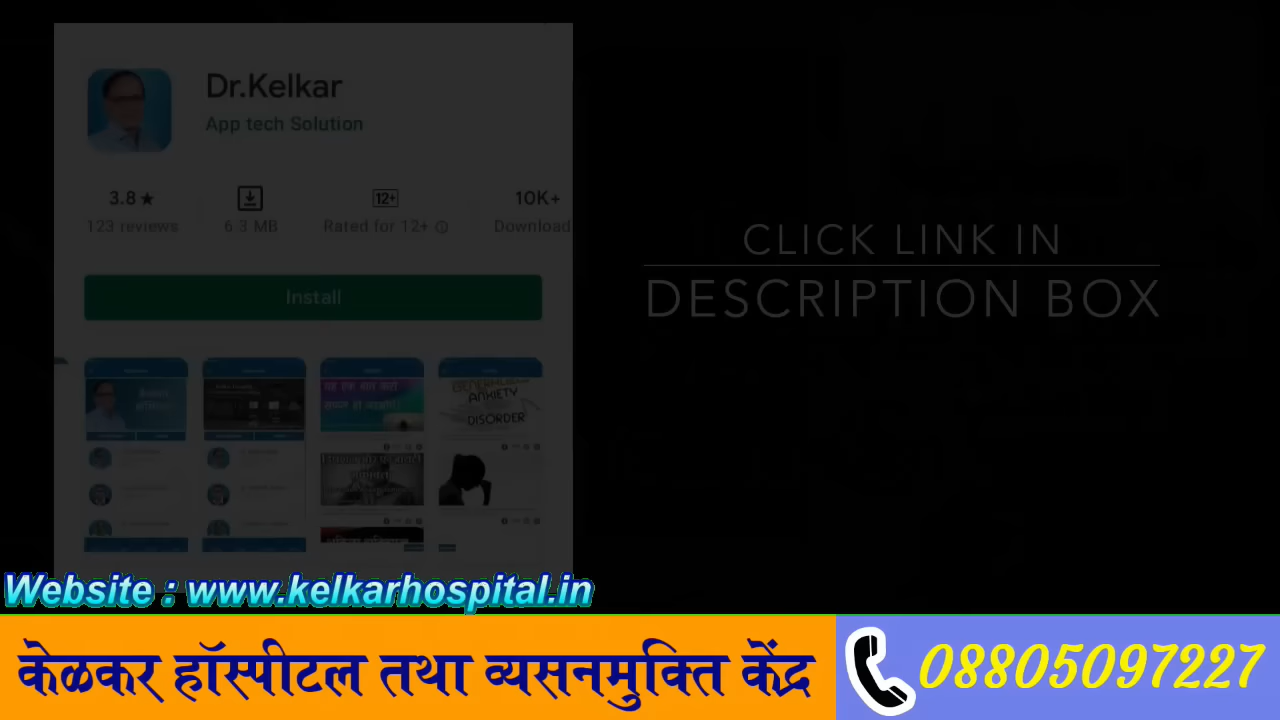 Dr.Kelkar
App tech Solution
3.8★
12+
10K+
123 reviews
6.3 MB
Rated for 12+
Download
Install
CLICK LINK IN
DESCRIPTION BOX
ANXIETY
DISORDER
Website : www.kelkarhospital.in
केळकर हॉस्पीटल तथा व्यसनमुक्ति केंद्र
08805097227